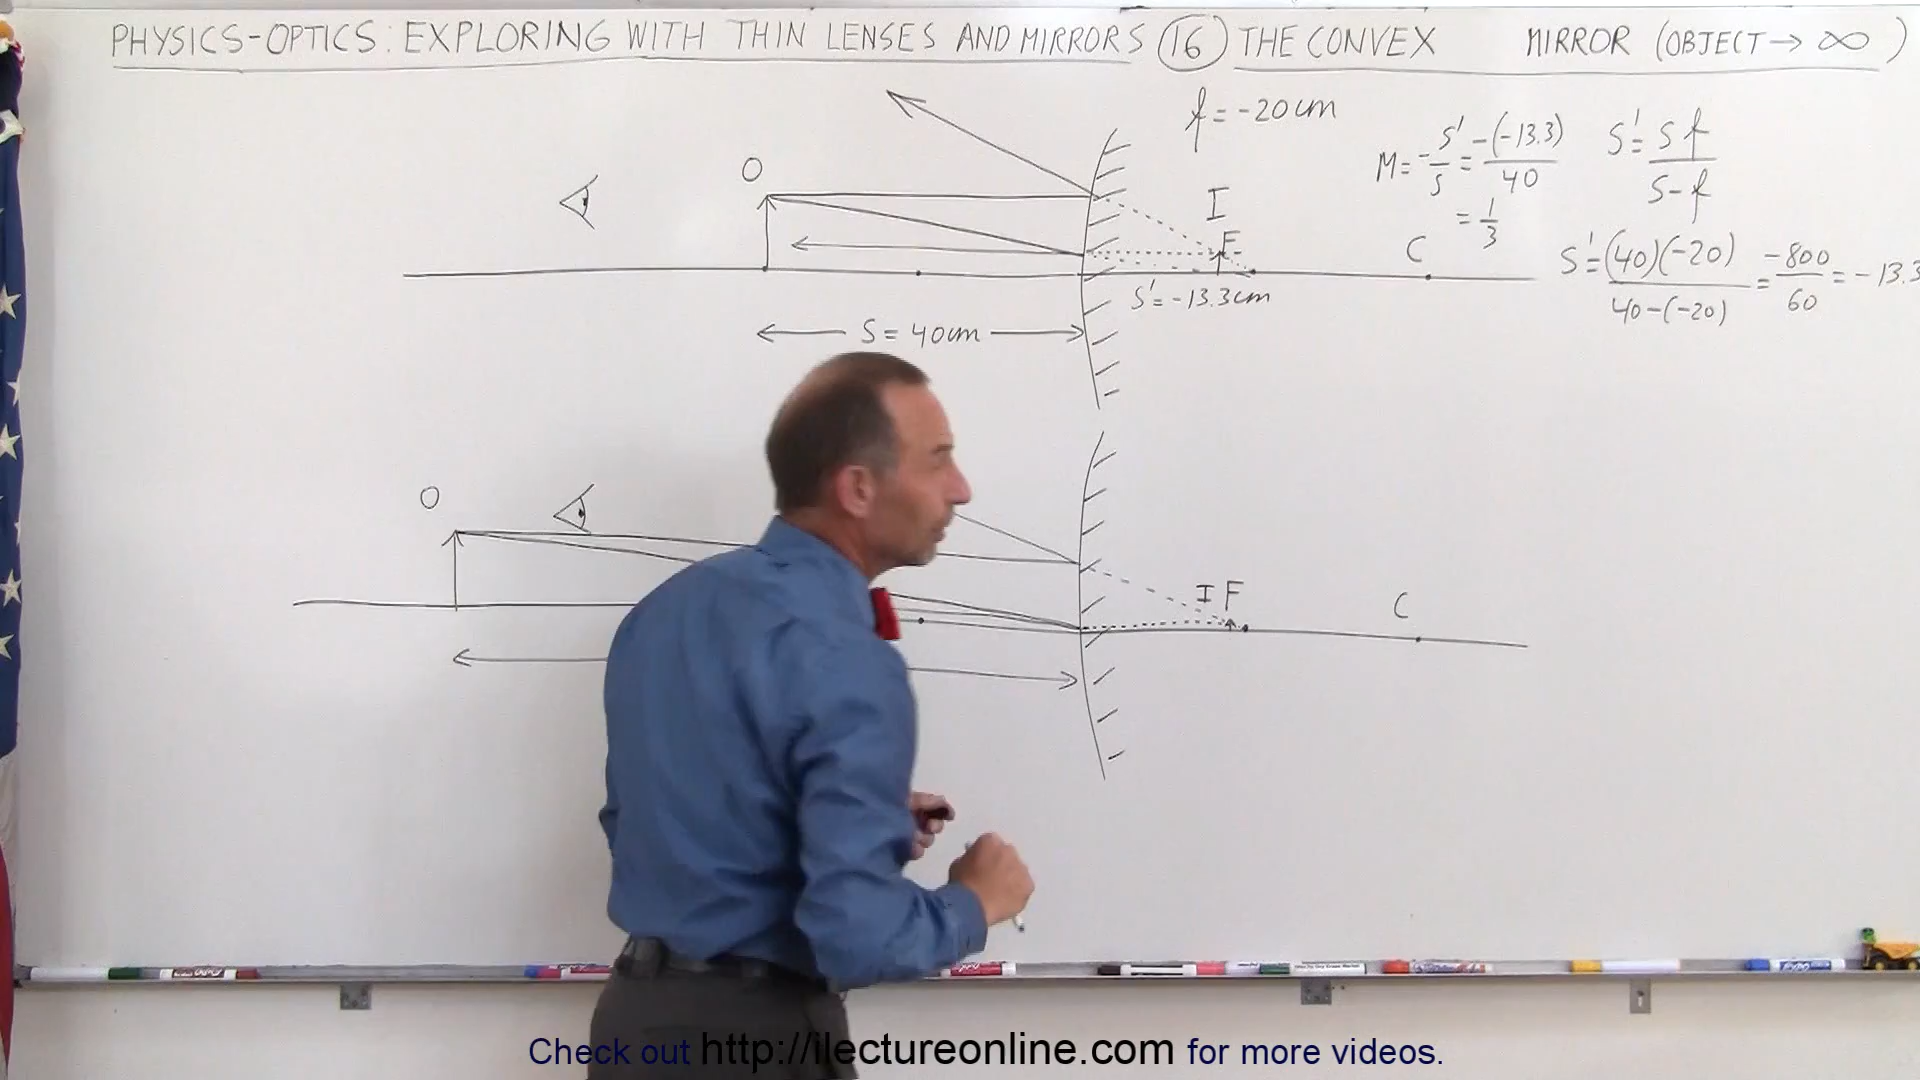 PHYSICS-OPTICS: EXPLORING WITH THIN LENSES AND MIRRORS (16) THE CONVEX MIRROR (OBJECT → ∞)
f = -20cm
M = -S'/S = -(-13.3)/40
= 1/3
S' = Sf/(S-f)
S' = (40)(-20)/(40-(-20)) = -800/60 = -13.3
O
I
F
C
S' = -13.3cm
S = 40cm
O
I F
C
Check out http://ilectureonline.com for more videos.